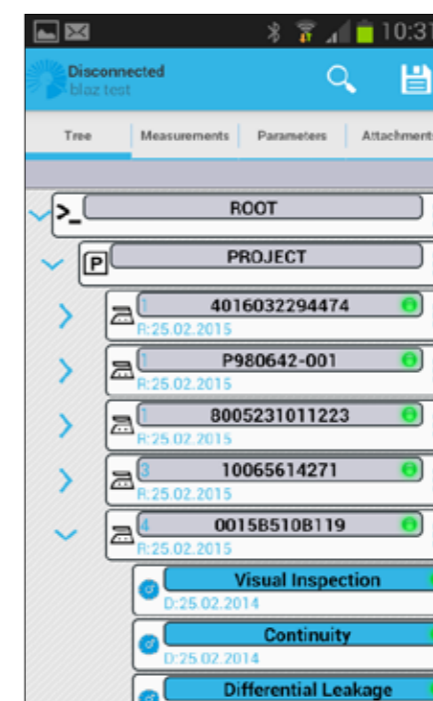 10:31
Disconnected
blaz test
Tree Measurements Parameters Attachments
>_ ROOT
P PROJECT
1 4016032294474
R:25.02.2015
1 P980642-001
R:25.02.2015
1 8005231011223
R:25.02.2015
3 10065614271
R:25.02.2015
4 0015B510B119
R:25.02.2015
Visual Inspection
D:25.02.2014
Continuity
D:25.02.2014
Differential Leakage